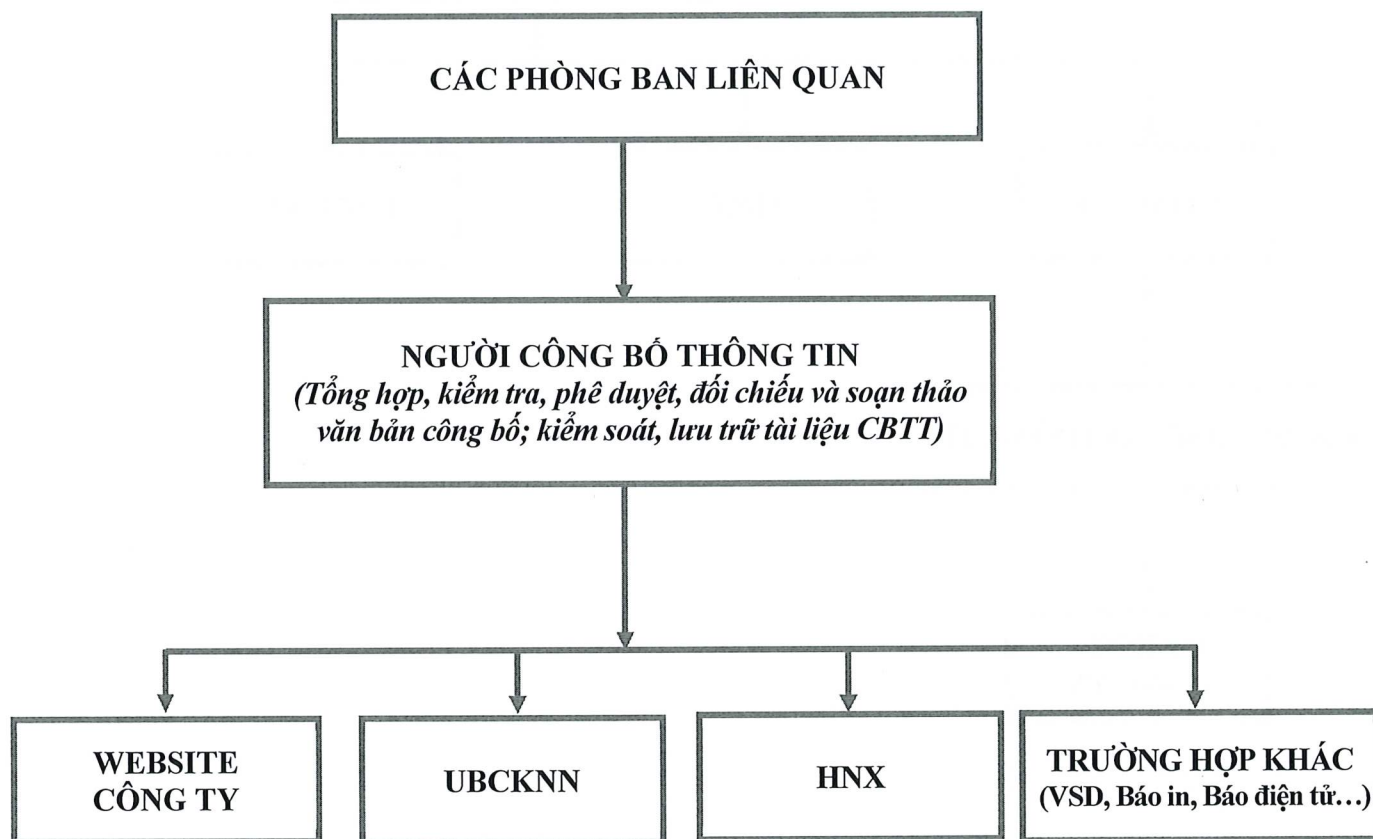 CÁC PHÒNG BAN LIÊN QUAN
NGƯỜI CÔNG BỐ THÔNG TIN
(Tổng hợp, kiểm tra, phê duyệt, đối chiếu và soạn thảo
văn bản công bố; kiểm soát, lưu trữ tài liệu CBTT)
WEBSITE
CÔNG TY
UBCKNN
HNX
TRƯỜNG HỢP KHÁC
(VSD, Báo in, Báo điện tử…)